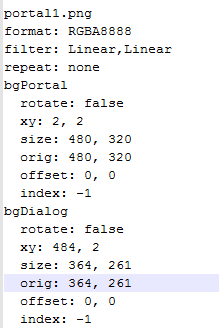 portal1.png
format: RGBA8888
filter: Linear,Linear
repeat: none
bgPortal
  rotate: false
  xy: 2, 2
  size: 480, 320
  orig: 480, 320
  offset: 0, 0
  index: -1
bgDialog
  rotate: false
  xy: 484, 2
  size: 364, 261
  orig: 364, 261
  offset: 0, 0
  index: -1